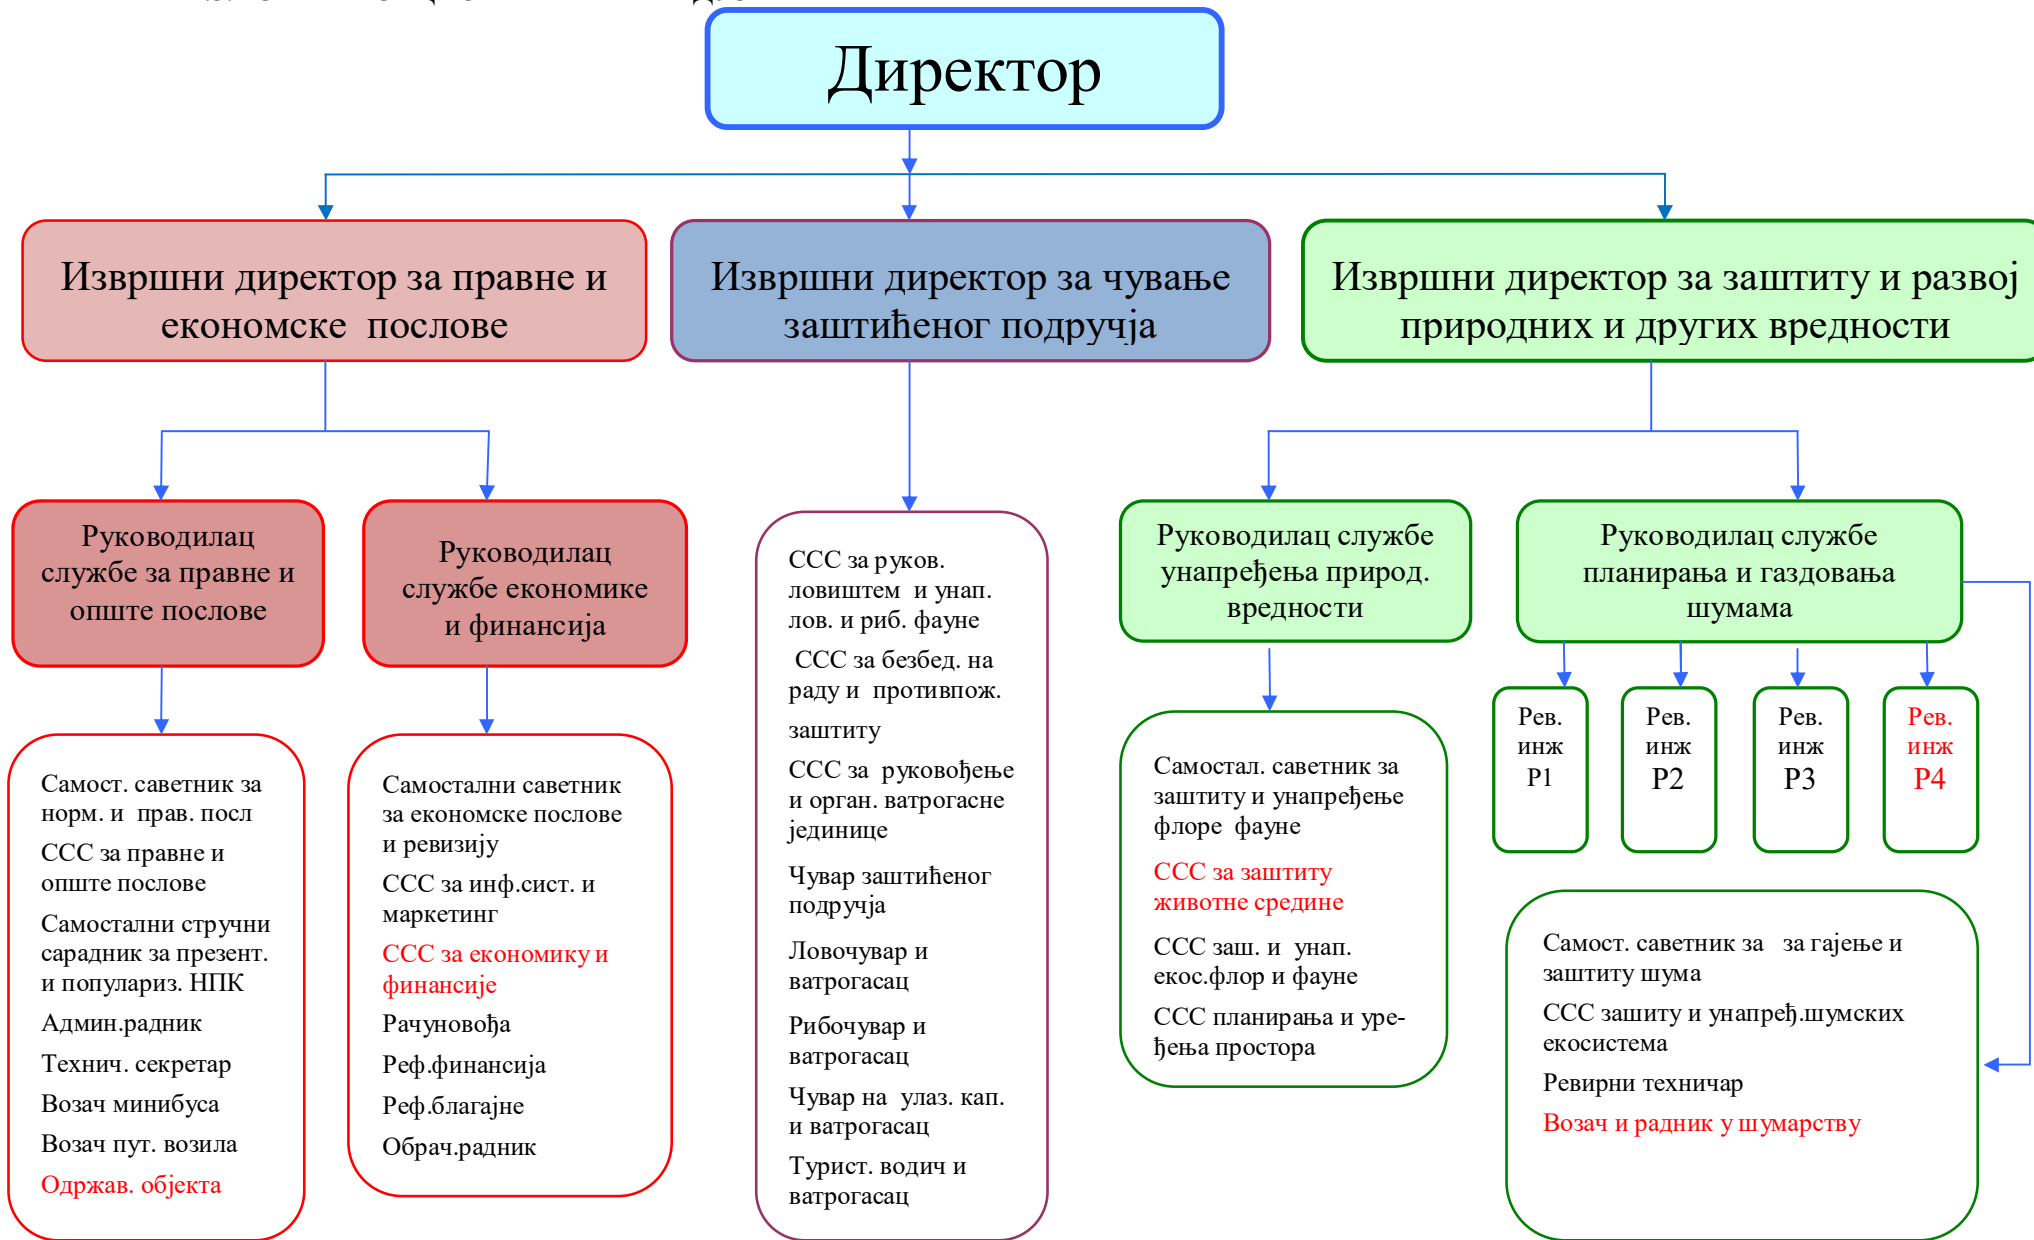 Директор
Извршни директор за правне и
економске  послове
Извршни директор за чување
заштићеног подручја
Извршни директор за заштиту и развој
природних и других вредности
Руководилац
службе за правне и
опште послове
Руководилац
службе економике
и финансија
Руководилац службе
унапређења природ.
вредности
Руководилац службе
планирања и газдовања
шумама
Самост. саветник за
норм. и  прав. посл
ССС за правне и
опште послове
Самостални стручни
сарадник за презент.
и популариз. НПК
Админ.радник
Технич. секретар
Возач минибуса
Возач пут. возила
Одржав. објекта
Самостални саветник
за економске послове
и ревизију
ССС за инф.сист. и
маркетинг
ССС за економику и
финансије
Рачуновођа
Реф.финансија
Реф.благајне
Обрач.радник
ССС за руков.
ловиштем  и унап.
лов. и риб. фауне
ССС за безбед. на
раду и  противпож.
заштиту
ССС за  руковођење
и орган. ватрогасне
јединице
Чувар заштићеног
подручја
Ловочувар и
ватрогасац
Рибочувар и
ватрогасац
Чувар на  улаз. кап.
и ватрогасац
Турист. водич и
ватрогасац
Самостал. саветник за
заштиту и унапређење
флоре  фауне
ССС за заштиту
животне средине
ССС заш. и  унап.
екос.флор и фауне
ССС планирања и уре-
ђења простора
Рев.
инж
Р1
Рев.
инж
Р2
Рев.
инж
Р3
Рев.
инж
Р4
Самост. саветник за   за гајење и
заштиту шума
ССС зашиту и унапређ.шумских
екосистема
Ревирни техничар
Возач и радник у шумарству